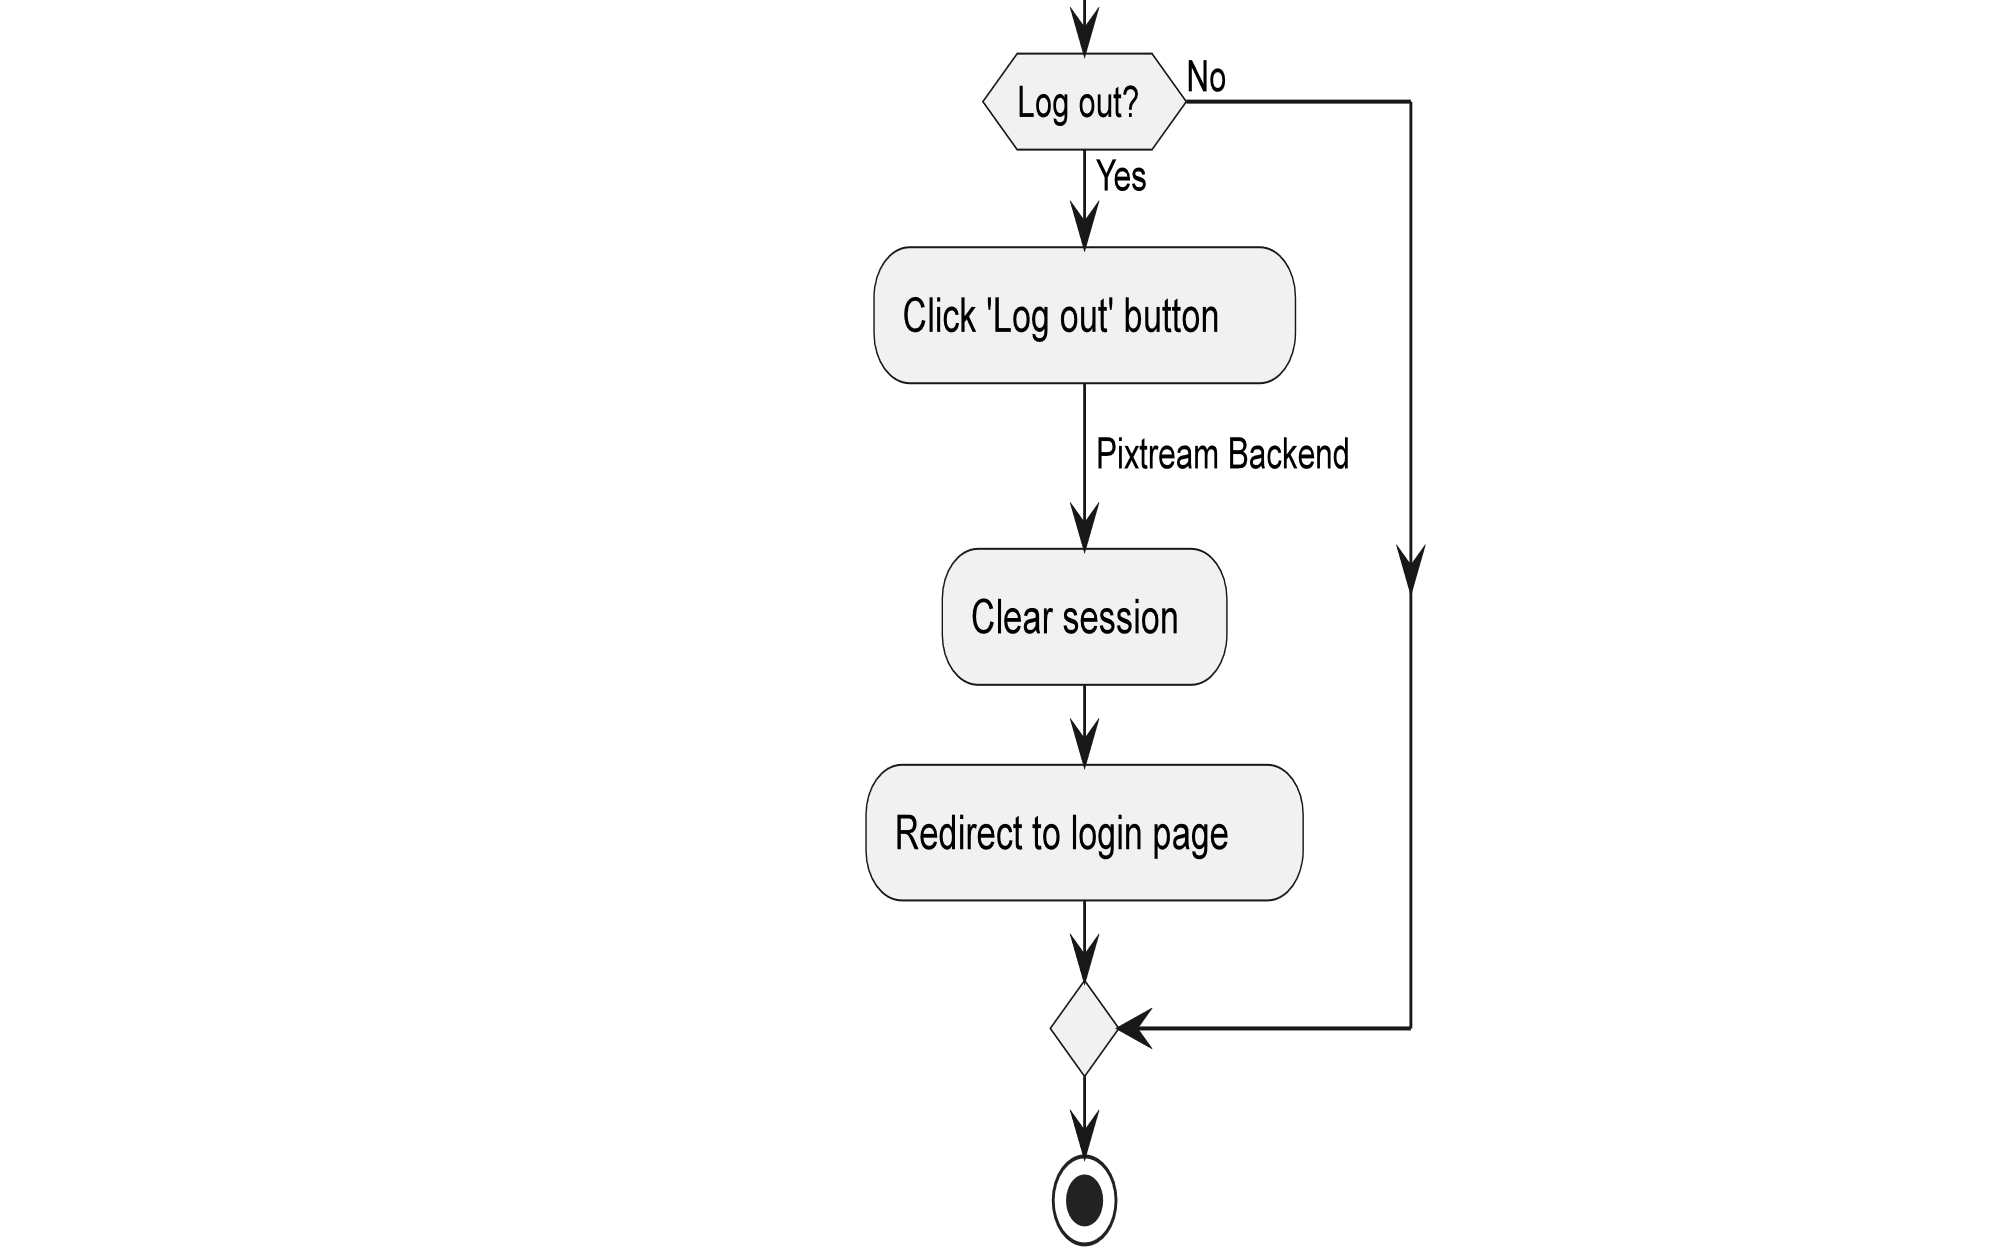 Log out?
No
Yes
Click 'Log out' button
Pixtream Backend
Clear session
Redirect to login page